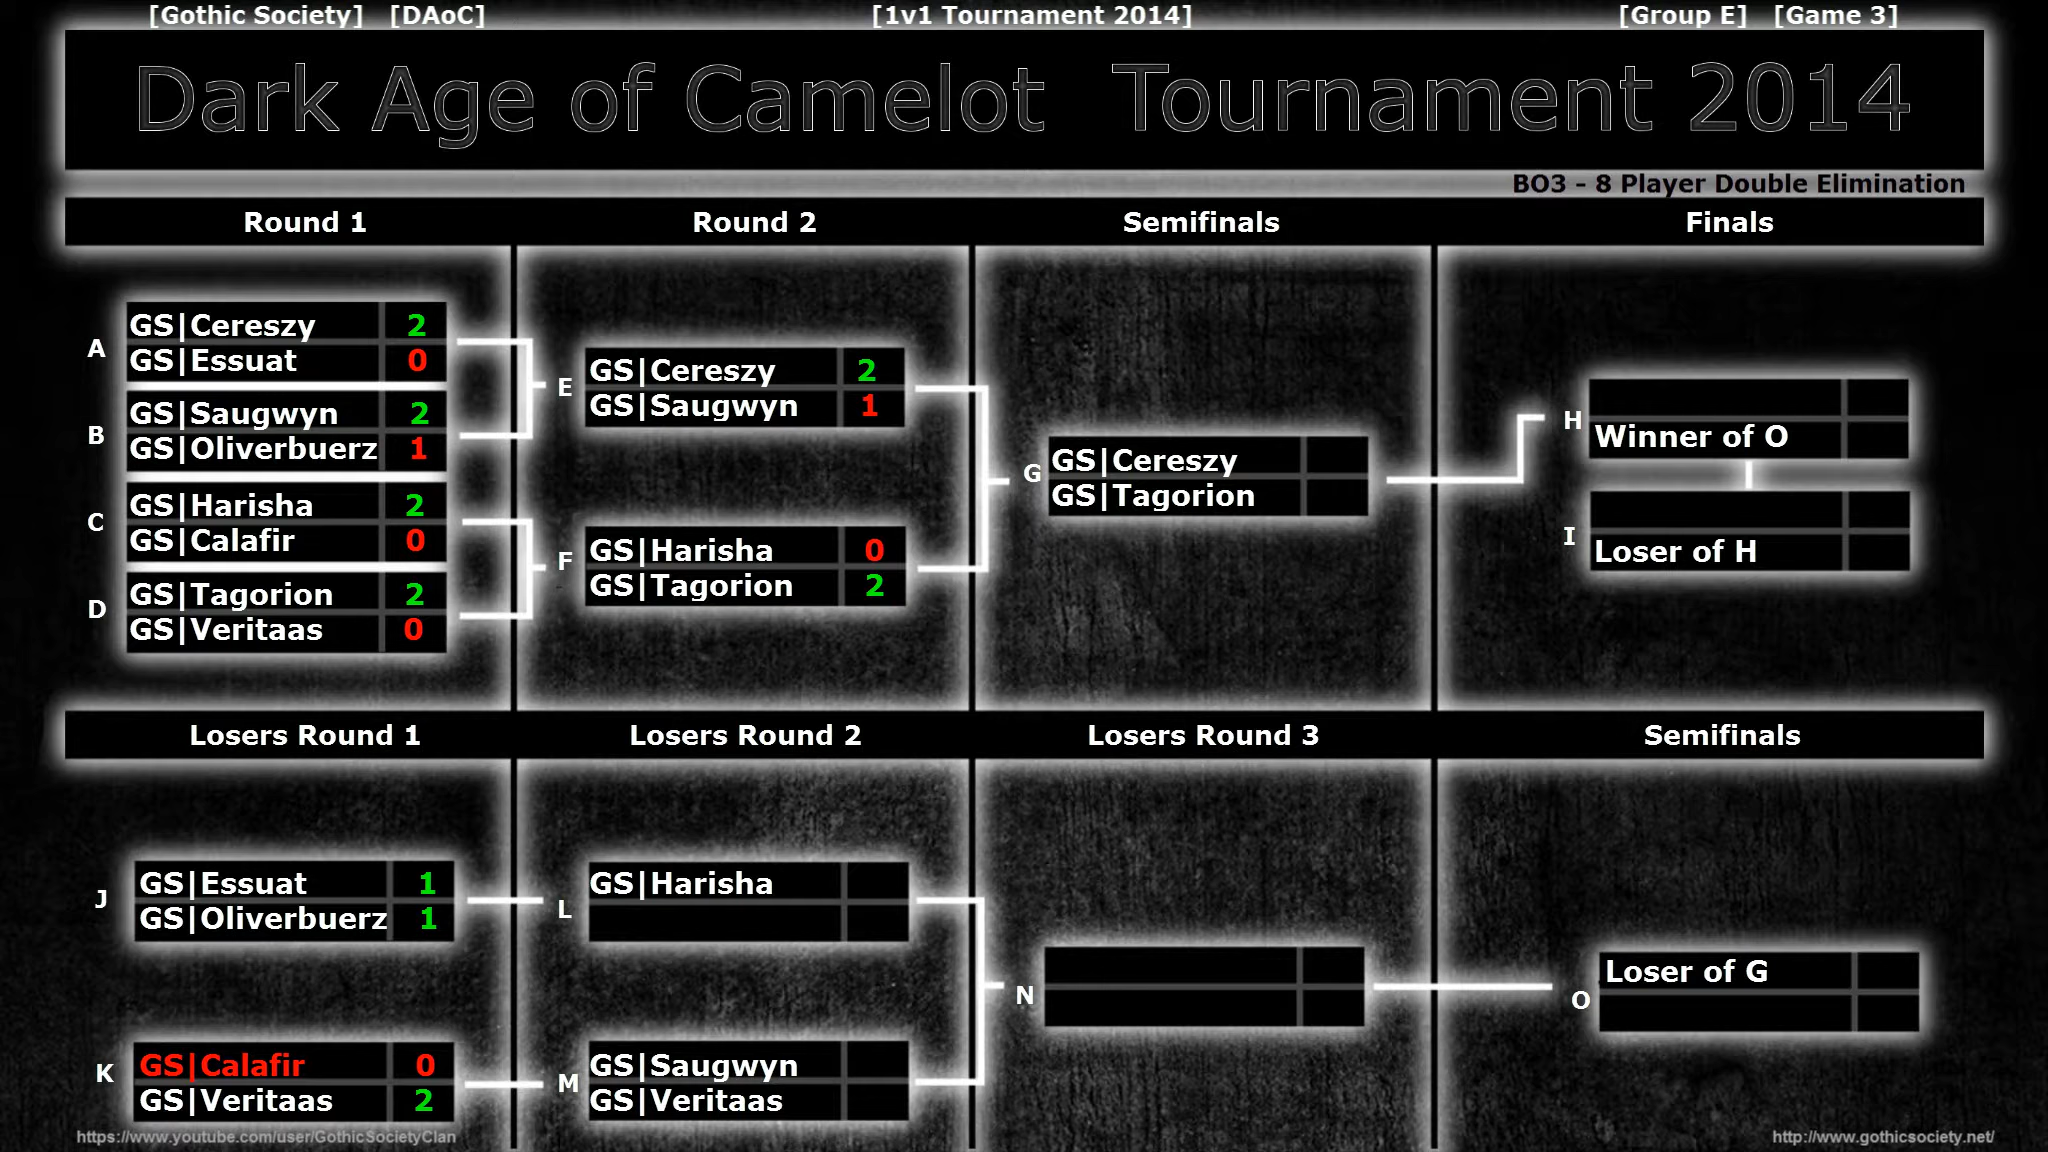 [Gothic Society] [DAoC] [1v1 Tournament 2014] [Group E] [Game 3]
Dark Age of Camelot Tournament 2014
BO3 - 8 Player Double Elimination
Round 1 Round 2 Semifinals Finals
A
GS|Cereszy 2
GS|Essuat 0
B
GS|Saugwyn 2
GS|Oliverbuerz 1
C
GS|Harisha 2
GS|Calafir 0
D
GS|Tagorion 2
GS|Veritaas 0
E
GS|Cereszy 2
GS|Saugwyn 1
F
GS|Harisha 0
GS|Tagorion 2
G
GS|Cereszy
GS|Tagorion
H
Winner of O
I
Loser of H
Losers Round 1 Losers Round 2 Losers Round 3 Semifinals
J
GS|Essuat 1
GS|Oliverbuerz 1
K
GS|Calafir 0
GS|Veritaas 2
L
GS|Harisha
M
GS|Saugwyn
GS|Veritaas
N
O
Loser of G
https://www.youtube.com/user/GothicSocietyClan
http://www.gothicsociety.net/